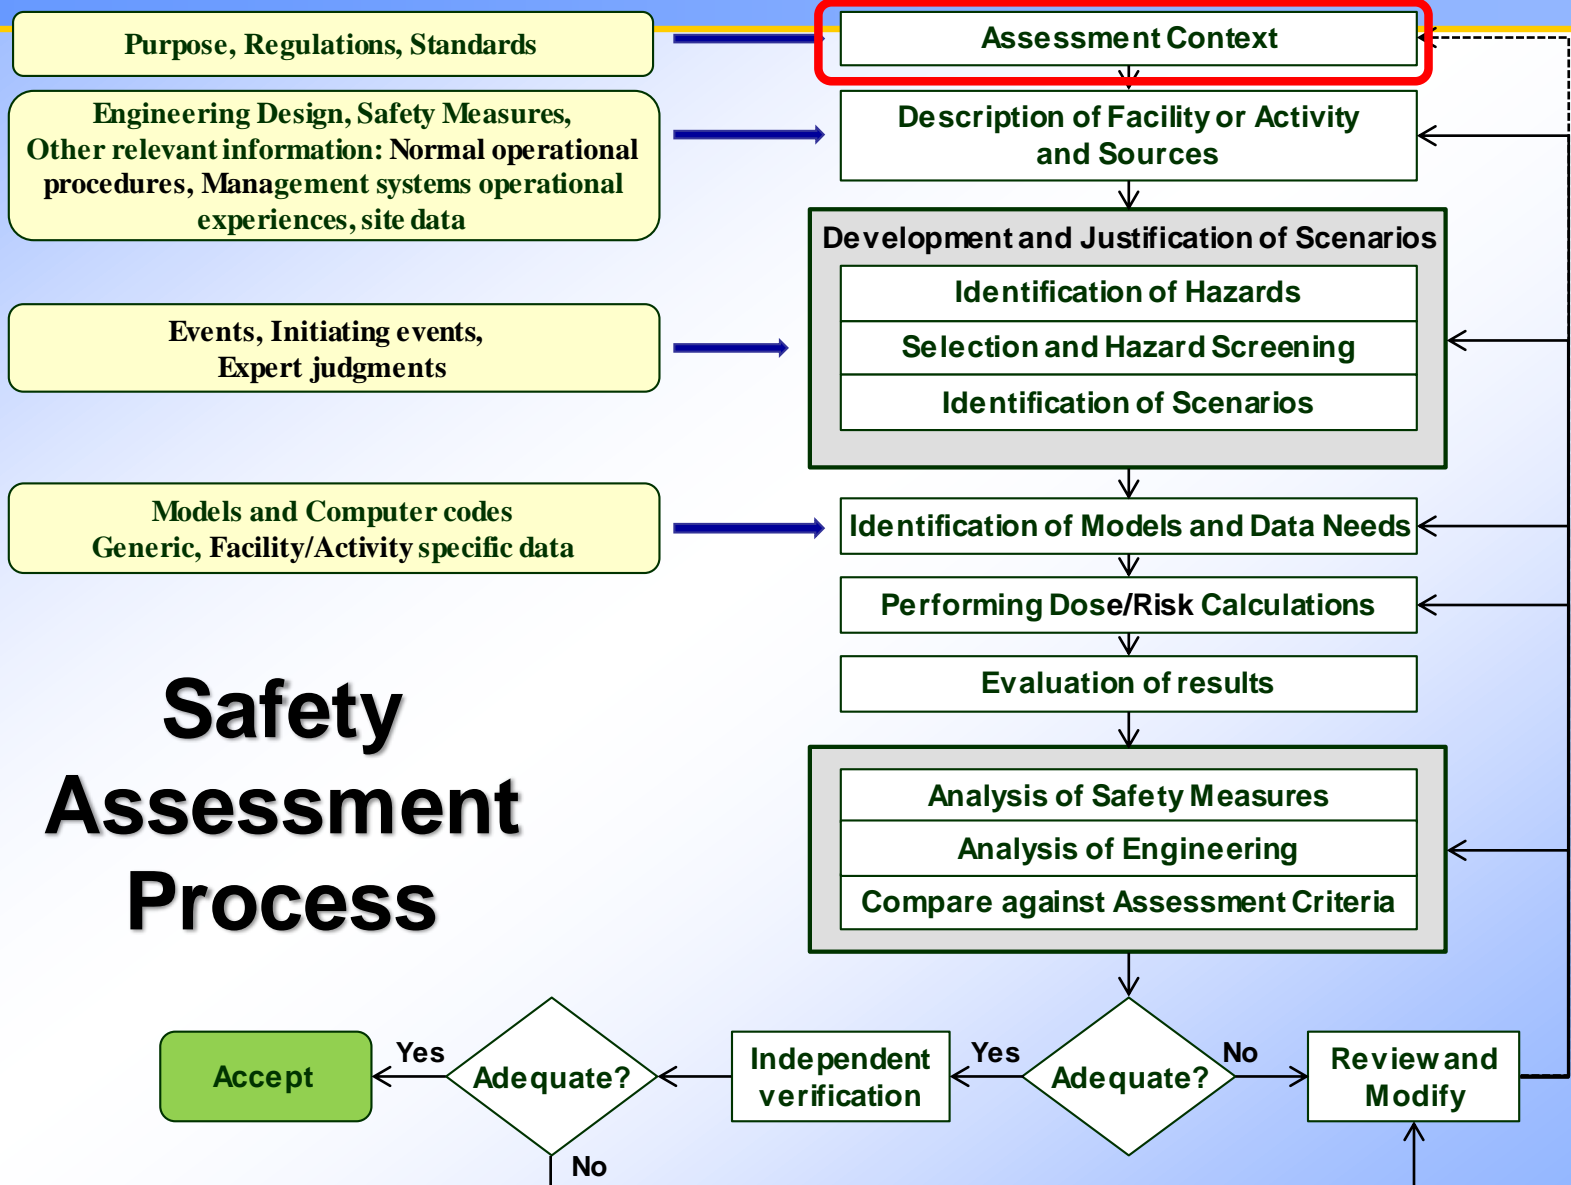 Purpose, Regulations, Standards
Assessment Context
Engineering Design, Safety Measures,
Other relevant information: Normal operational
procedures, Management systems operational
experiences, site data
Description of Facility or Activity
and Sources
Development and Justification of Scenarios
Identification of Hazards
Selection and Hazard Screening
Identification of Scenarios
Events, Initiating events,
Expert judgments
Models and Computer codes
Generic, Facility/Activity specific data
Identification of Models and Data Needs
Performing Dose/Risk Calculations
Evaluation of results
Safety
Assessment
Process
Analysis of Safety Measures
Analysis of Engineering
Compare against Assessment Criteria
Accept
Yes
Adequate?
No
Independent
verification
Yes
Adequate?
No
Review and
Modify